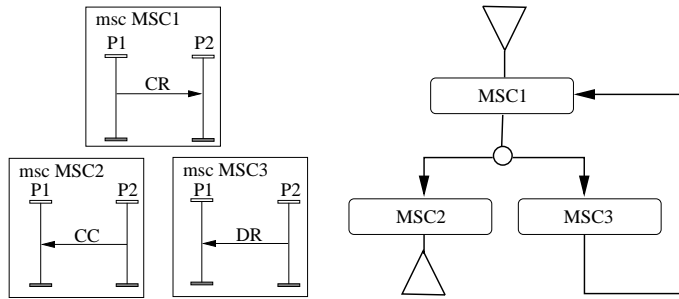 msc MSC1
P1 P2
CR
msc MSC2
P1 P2
CC
msc MSC3
P1 P2
DR
MSC1
MSC2
MSC3